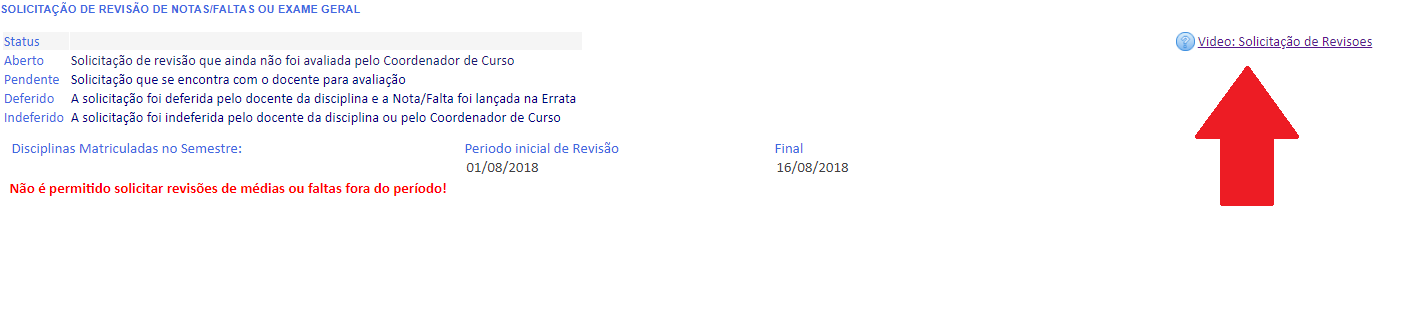 SOLICITAÇÃO DE REVISÃO DE NOTAS/FALTAS OU EXAME GERAL
Status
Video: Solicitação de Revisoes
Aberto Solicitação de revisão que ainda não foi avaliada pelo Coordenador de Curso
Pendente Solicitação que se encontra com o docente para avaliação
Deferido A solicitação foi deferida pelo docente da disciplina e a Nota/Falta foi lançada na Errata
Indeferido A solicitação foi indeferida pelo docente da disciplina ou pelo Coordenador de Curso
Disciplinas Matriculadas no Semestre: Periodo inicial de Revisão Final
01/08/2018 16/08/2018
Não é permitido solicitar revisões de médias ou faltas fora do período!